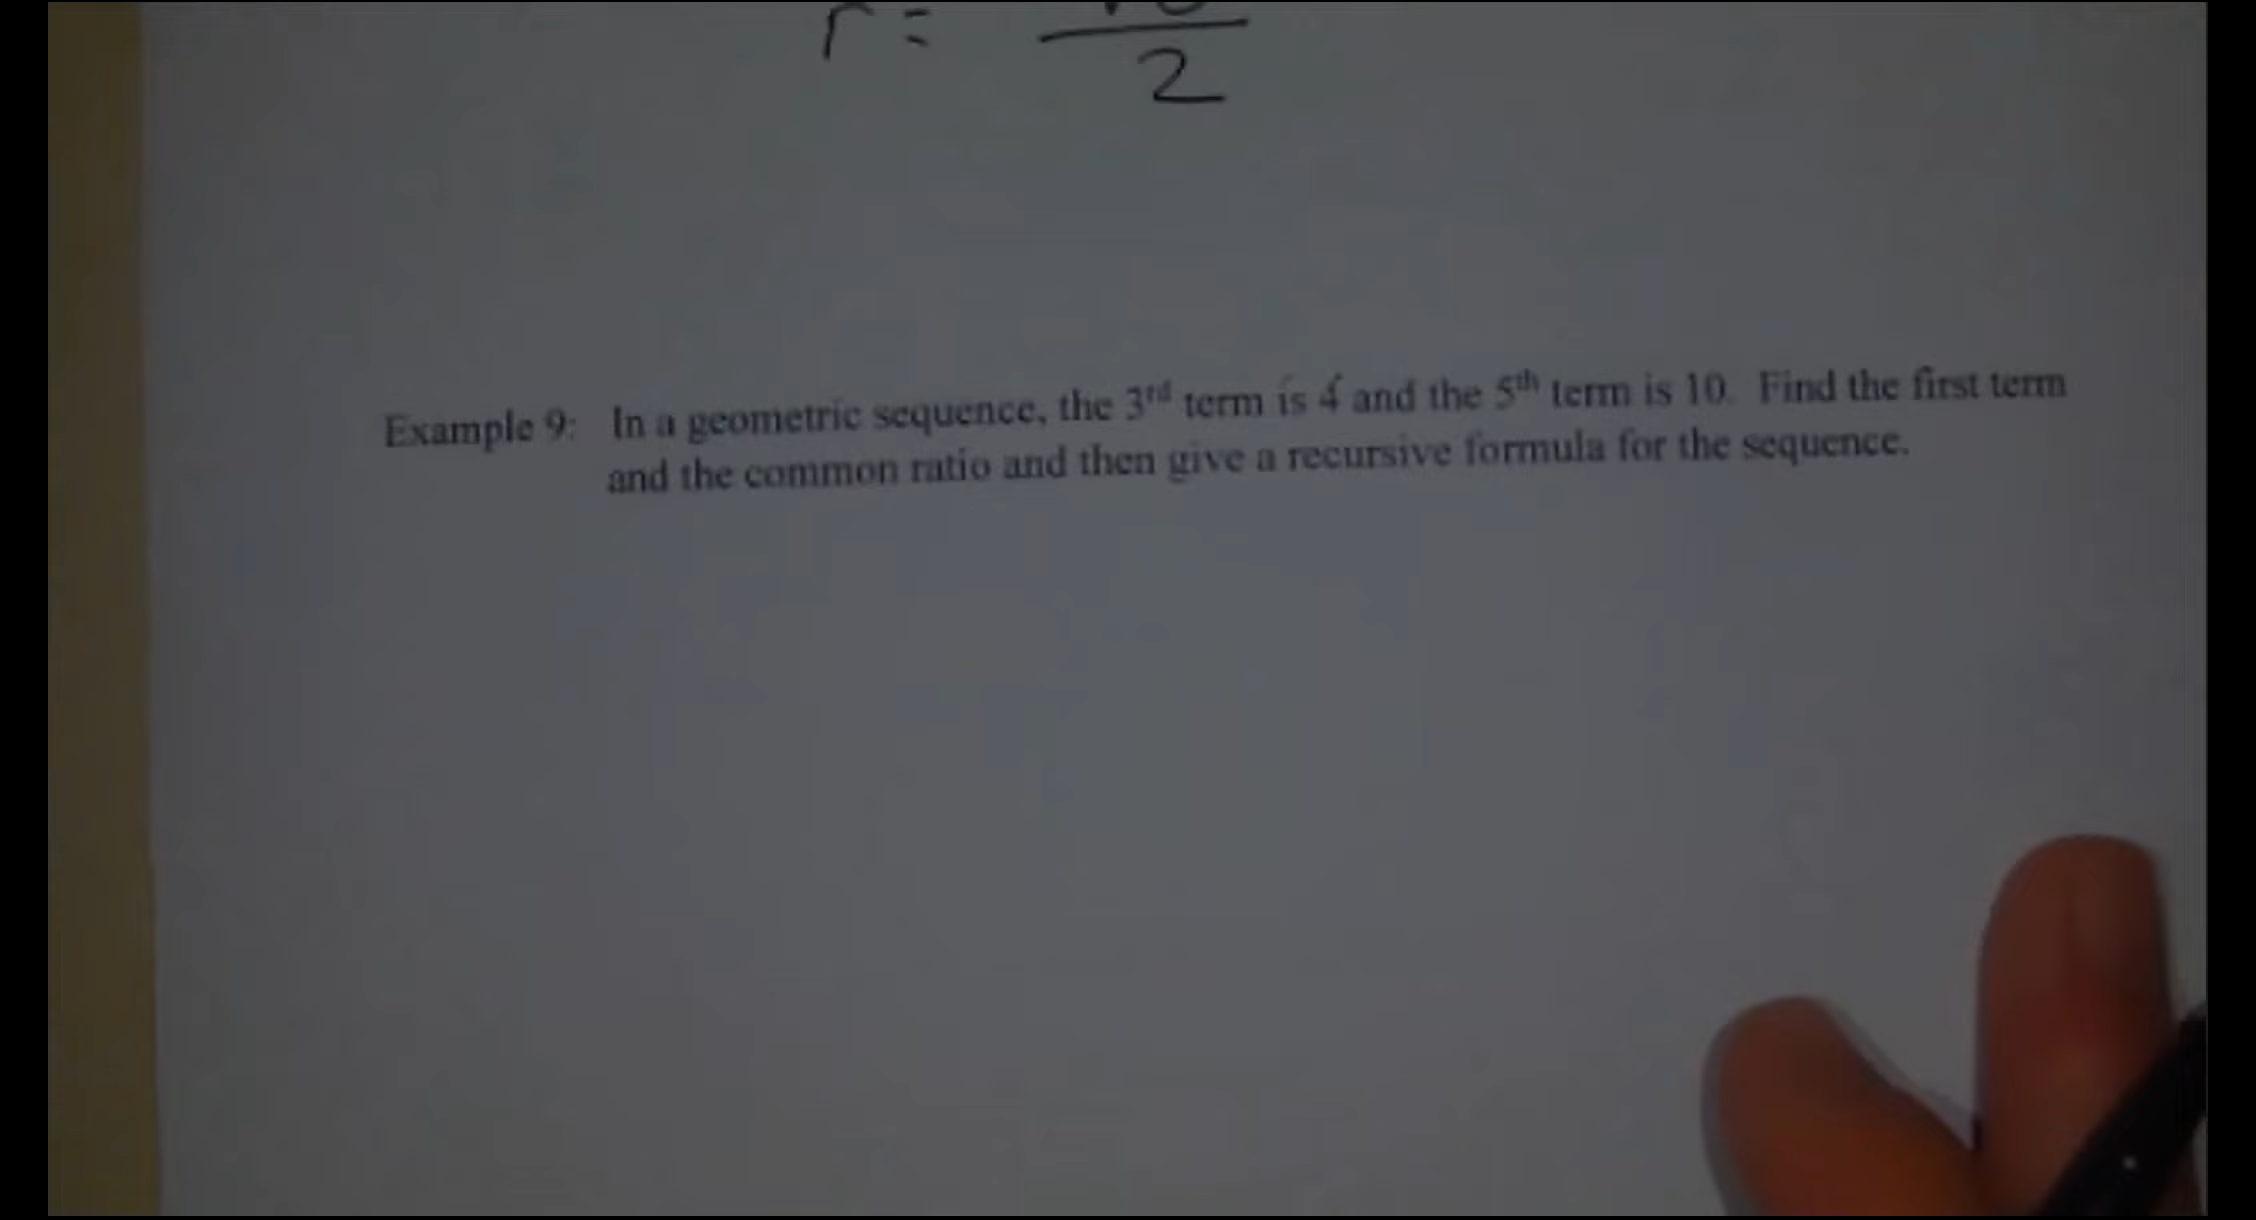 r =
2
Example 9: In a geometric sequence, the 3rd term is 4 and the 5th term is 10. Find the first term
and the common ratio and then give a recursive formula for the sequence.